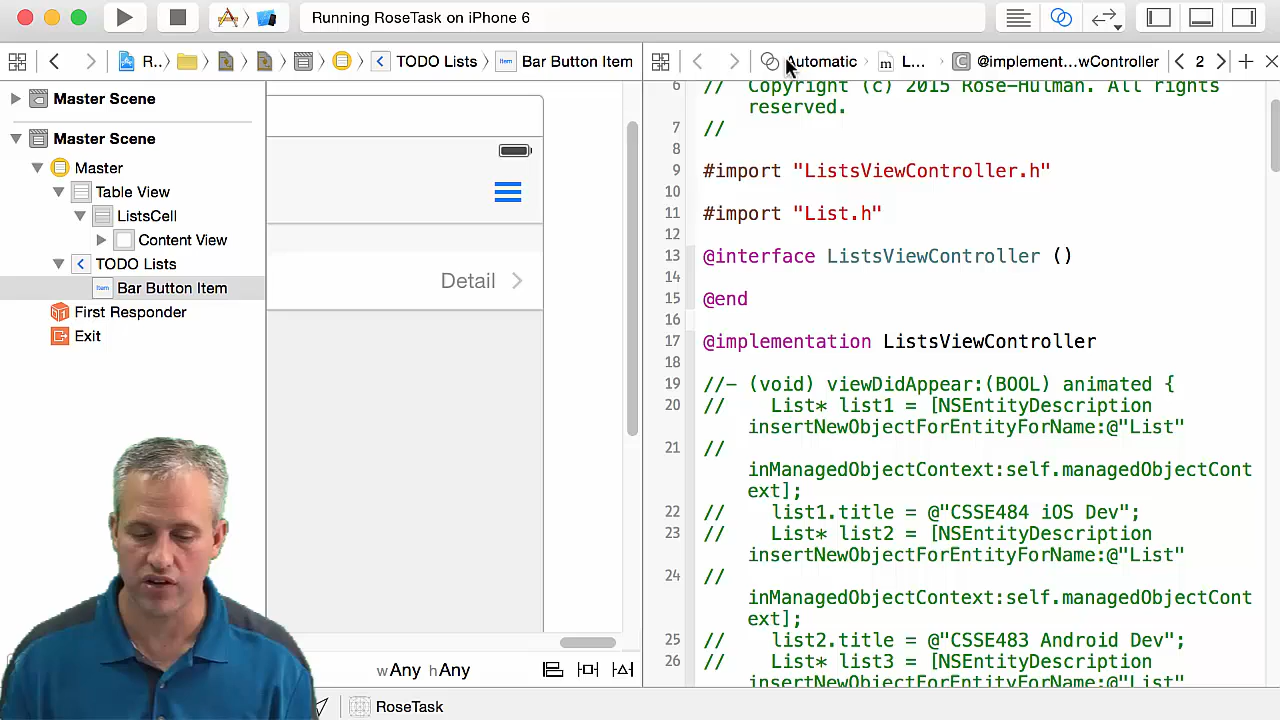 Running RoseTask on iPhone 6
R..
TODO Lists
Bar Button Item
Automatic
L...
@implement...wController
2
Master Scene
Master Scene
Master
Table View
ListsCell
Content View
TODO Lists
Item
Bar Button Item
First Responder
Exit
Detail
wAny hAny
RoseTask
6
// Copyright (c) 2015 Rose-Hulman. All rights
reserved.
7 //
8
9 #import "ListsViewController.h"
10
11 #import "List.h"
12
13 @interface ListsViewController ()
14
15 @end
16
17 @implementation ListsViewController
18
19 //- (void) viewDidAppear:(BOOL) animated {
20 // List* list1 = [NSEntityDescription
insertNewObjectForEntityForName:@"List"
21 //
inManagedObjectContext:self.managedObjectCont
ext];
22 // list1.title = @"CSSE484 iOS Dev";
23 // List* list2 = [NSEntityDescription
insertNewObjectForEntityForName:@"List"
24 //
inManagedObjectContext:self.managedObjectCont
ext];
25 // list2.title = @"CSSE483 Android Dev";
26 // List* list3 = [NSEntityDescription
insertNewObjectForEntityForName:@"List"